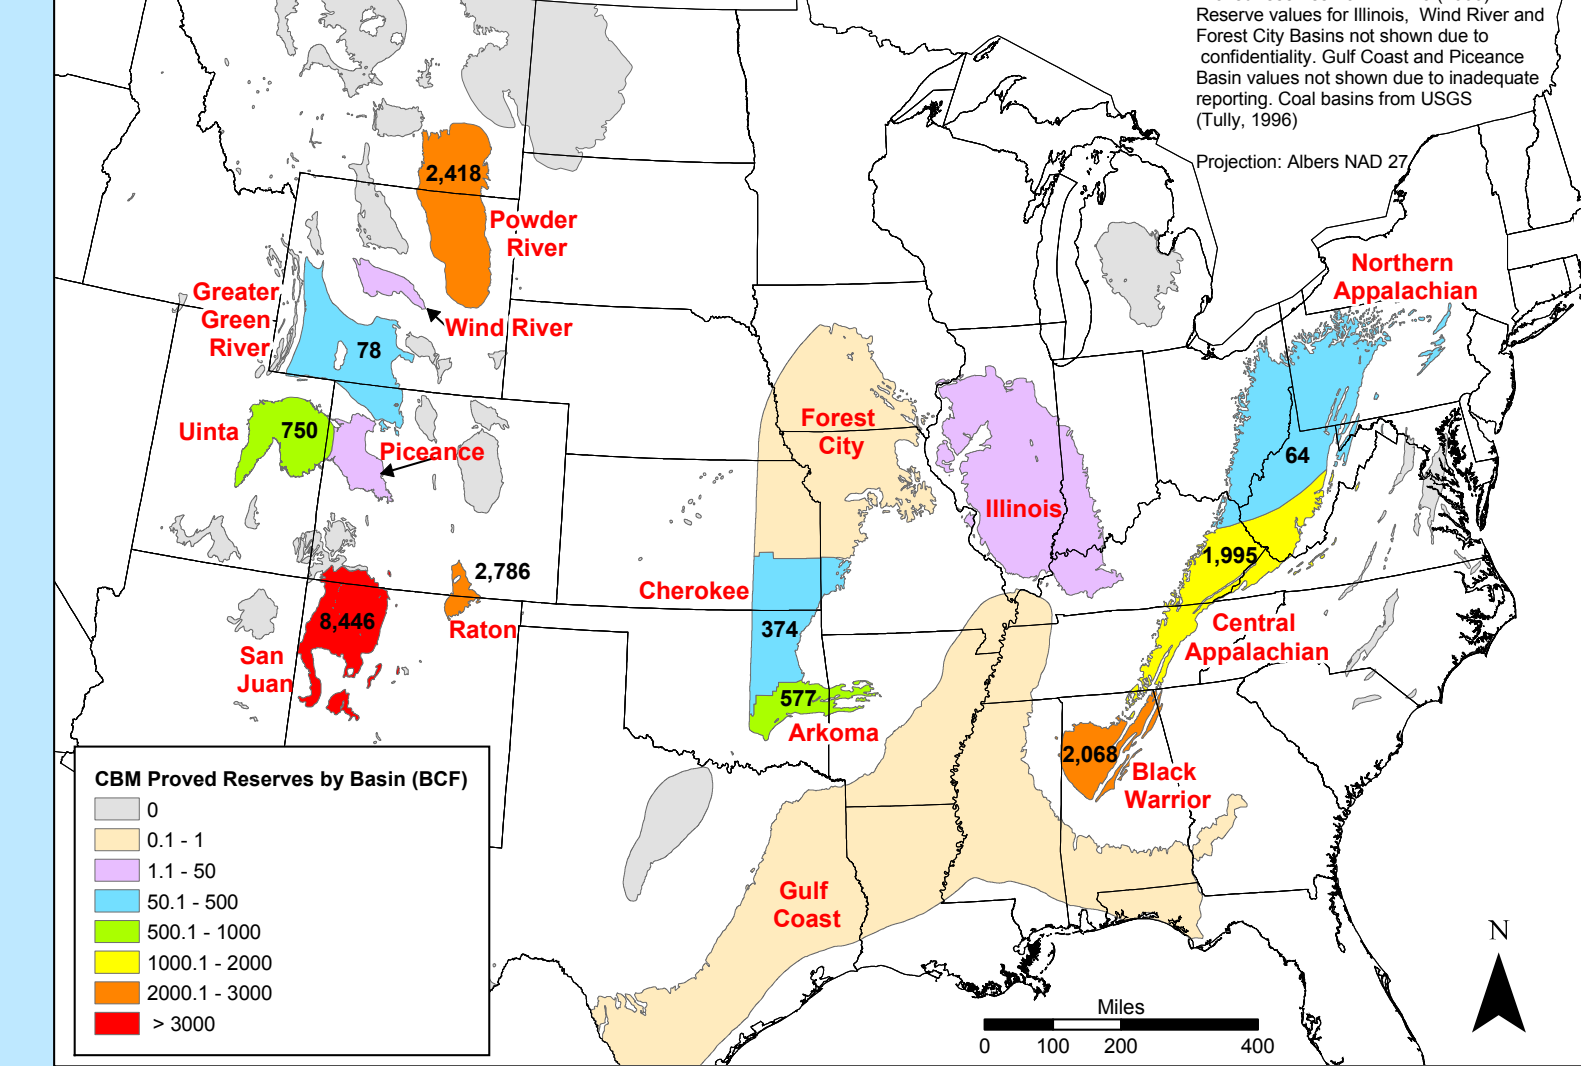 Reserve values for Illinois, Wind River and
Forest City Basins not shown due to
confidentiality. Gulf Coast and Piceance
Basin values not shown due to inadequate
reporting. Coal basins from USGS
(Tully, 1996)
Projection: Albers NAD 27
2,418
Powder
River
Northern
Appalachian
Greater
Green
River
Wind River
78
Forest
City
Uinta
750
Piceance
64
Illinois
1,995
2,786
Cherokee
8,446
374
Raton
Central
Appalachian
San
Juan
577
Arkoma
2,068
Black
Warrior
Gulf
Coast
CBM Proved Reserves by Basin (BCF)
0
0.1 - 1
1.1 - 50
50.1 - 500
500.1 - 1000
1000.1 - 2000
2000.1 - 3000
> 3000
N
Miles
0 100 200 400